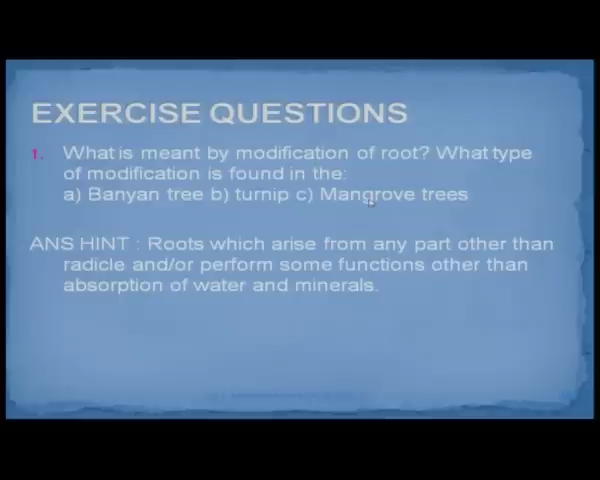 EXERCISE QUESTIONS
1. What is meant by modification of root? What type
of modification is found in the:
a) Banyan tree b) turnip c) Mangrove trees
ANS HINT : Roots which arise from any part other than
radicle and/or perform some functions other than
absorption of water and minerals.